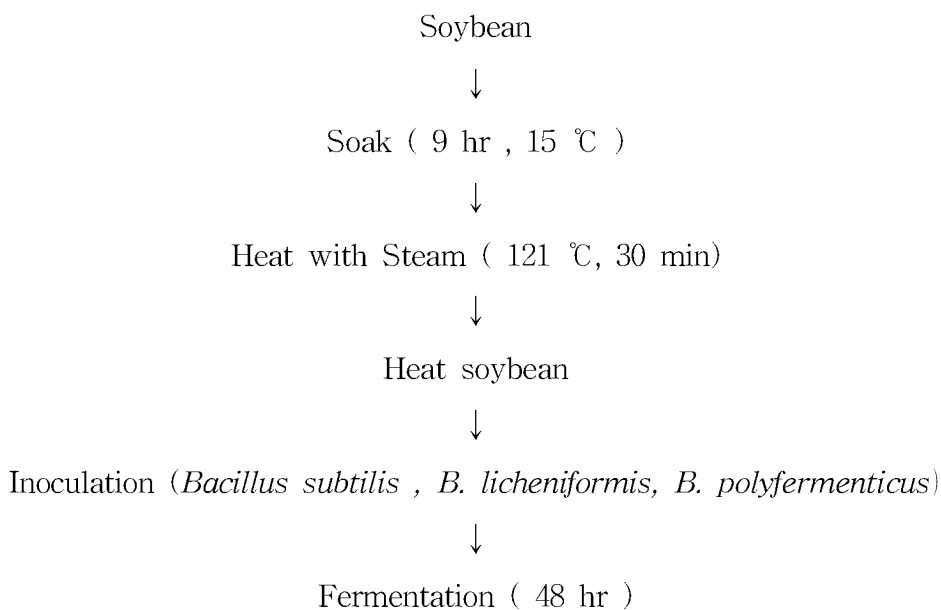 Soybean
↓
Soak ( 9 hr , 15 ℃ )
↓
Heat with Steam ( 121 ℃, 30 min)
↓
Heat soybean
↓
Inoculation (Bacillus subtilis , B. licheniformis, B. polyfermenticus)
↓
Fermentation ( 48 hr )